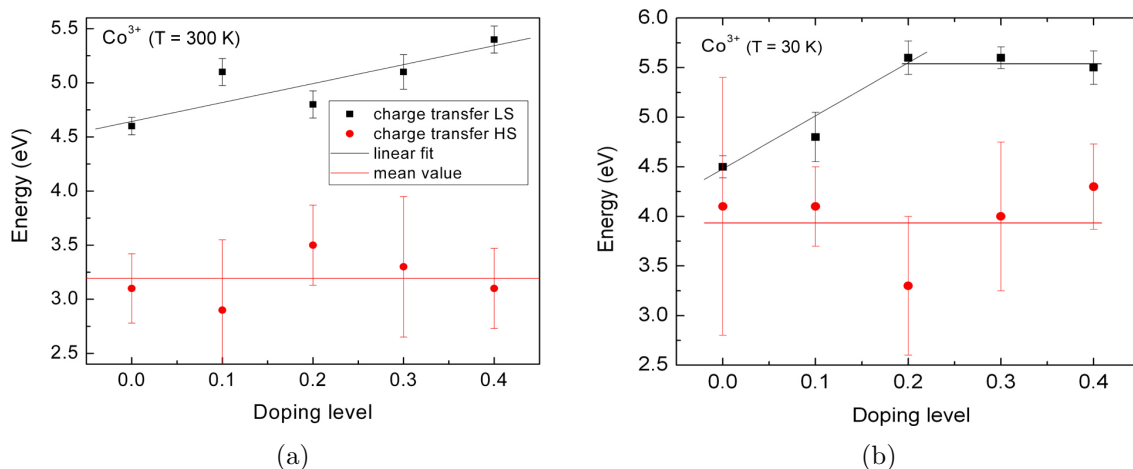 Co³⁺ (T = 300 K)
charge transfer LS
charge transfer HS
linear fit
mean value
Energy (eV)
5.5
5.0
4.5
4.0
3.5
3.0
2.5
0.0 0.1 0.2 0.3 0.4
Doping level
(a)
Co³⁺ (T = 30 K)
Energy (eV)
6.0
5.5
5.0
4.5
4.0
3.5
3.0
2.5
0.0 0.1 0.2 0.3 0.4
Doping level
(b)